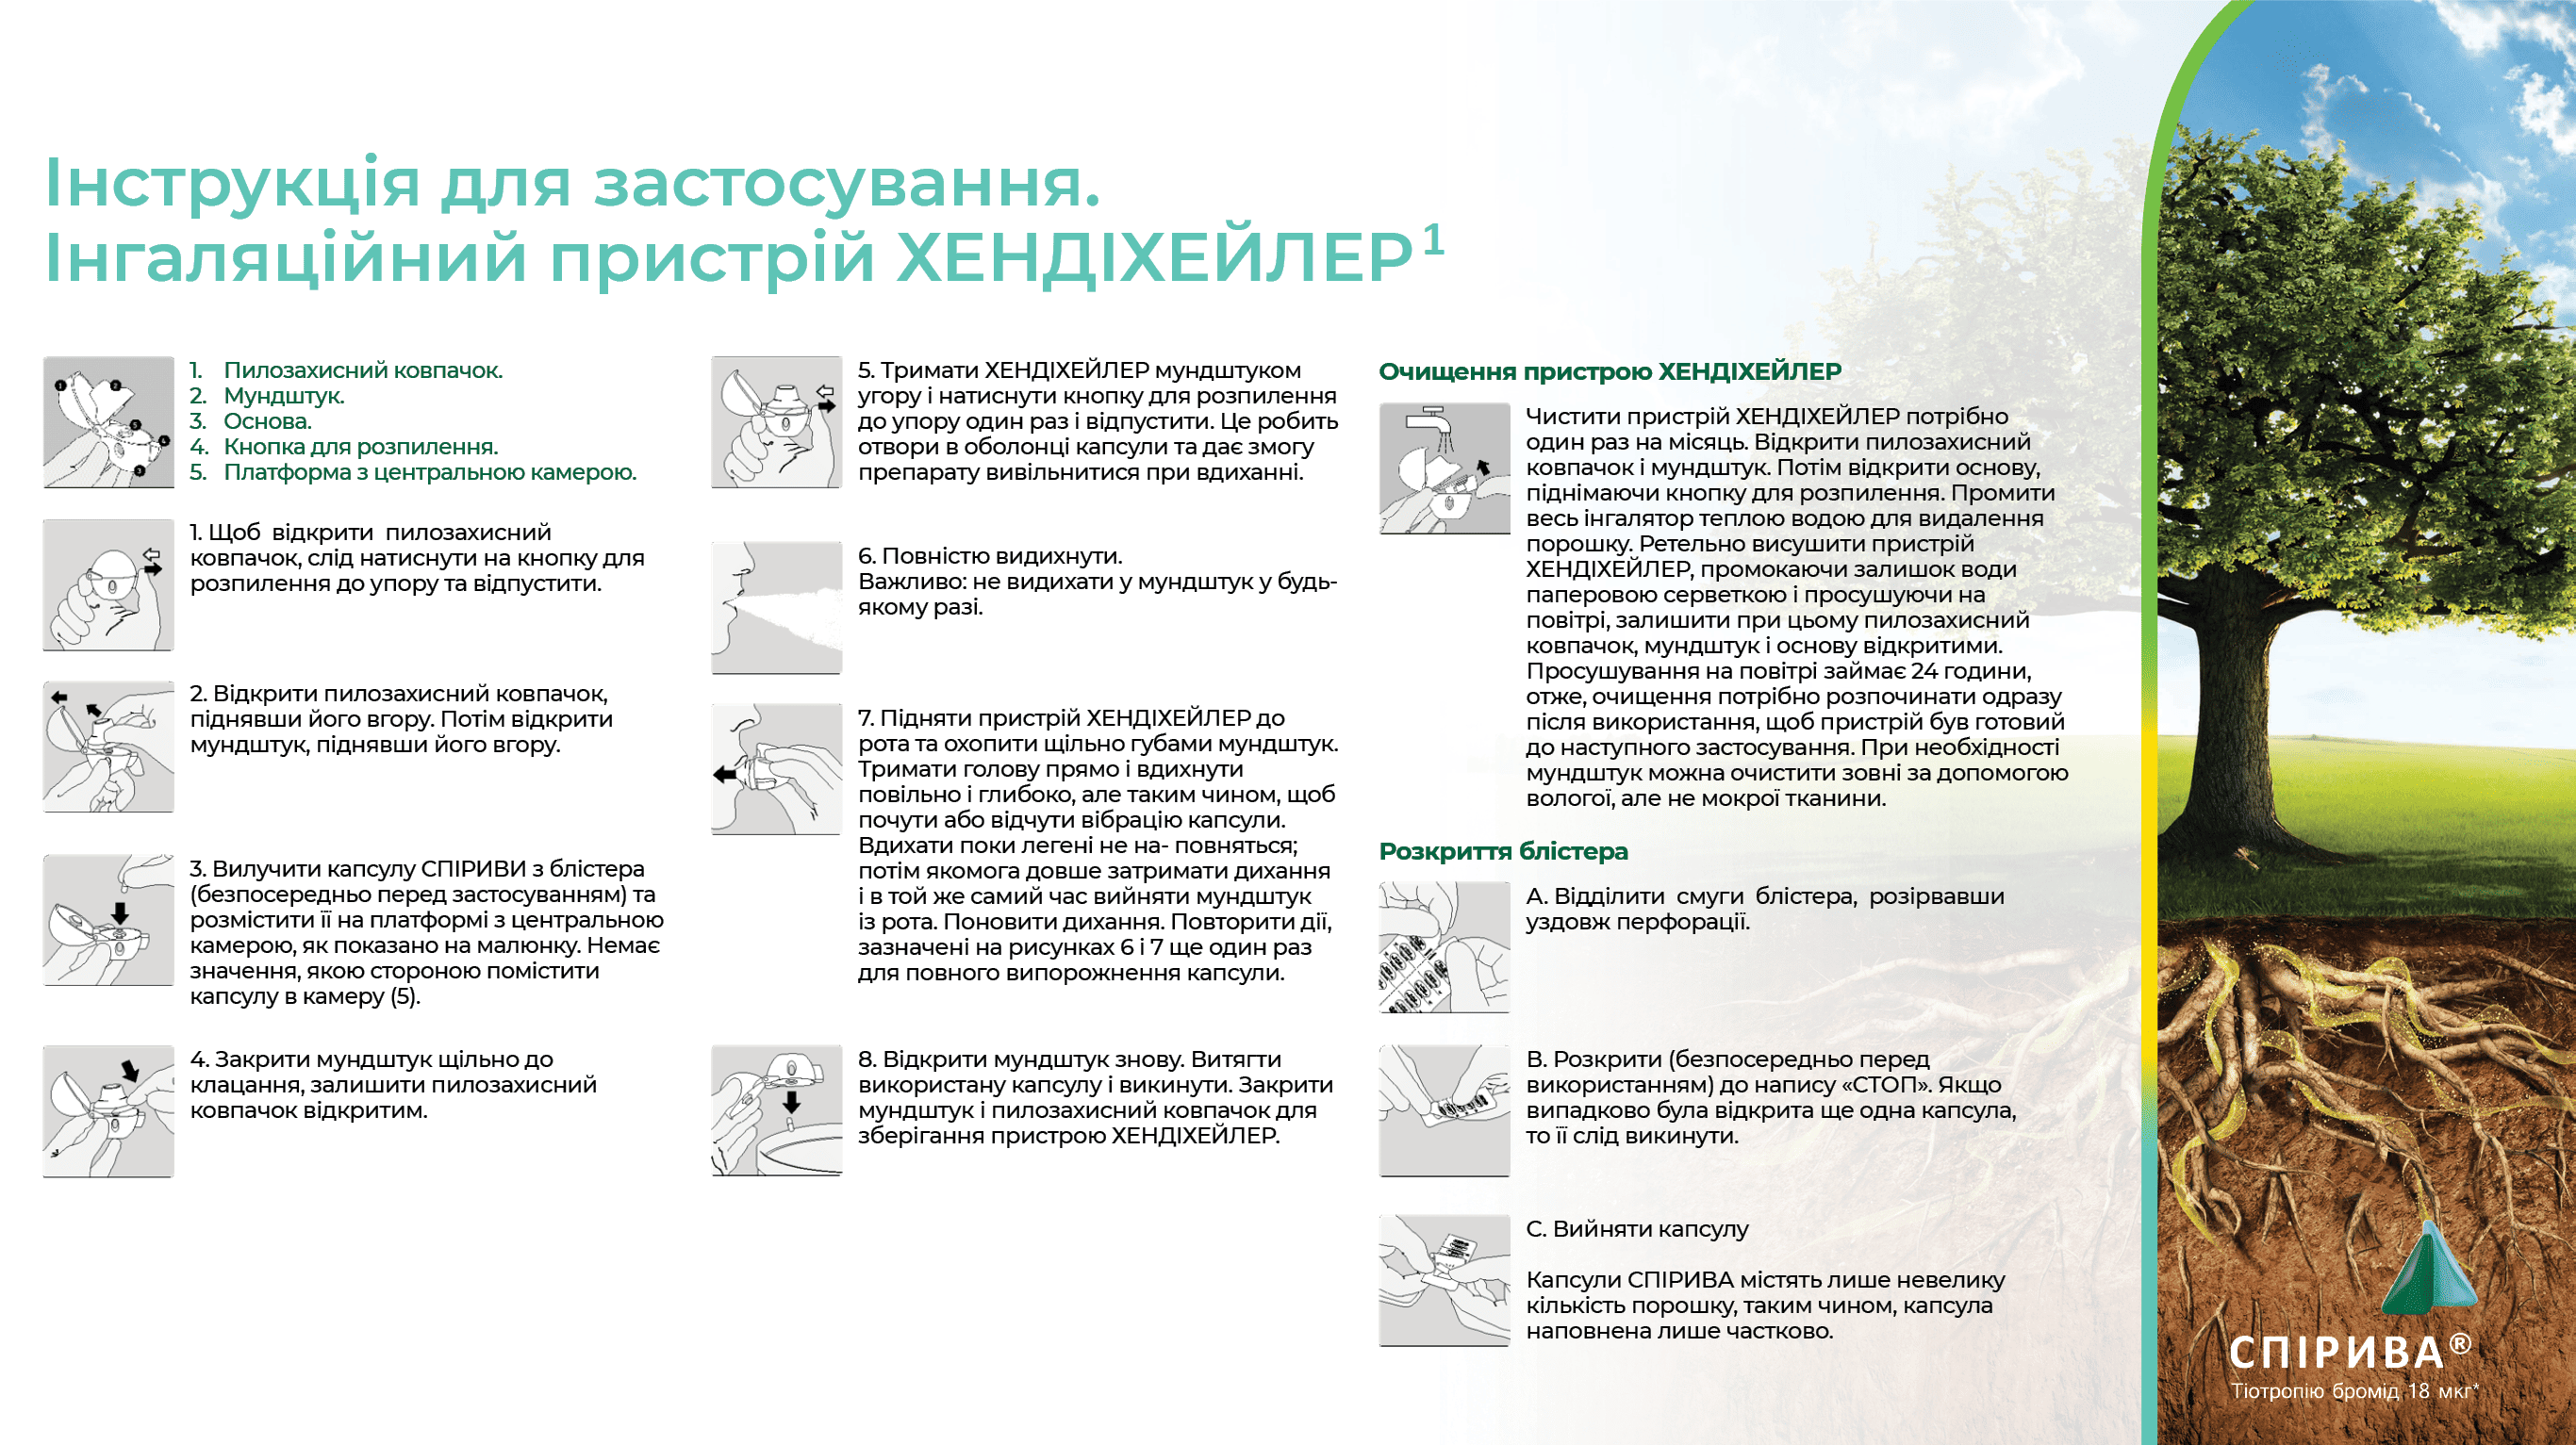 Інструкція для застосування.
Інгаляційний пристрій ХЕНДІХЕЙЛЕР¹
1. Пилозахисний ковпачок.
2. Мундштук.
3. Основа.
4. Кнопка для розпилення.
5. Платформа з центральною камерою.
1. Щоб відкрити пилозахисний
ковпачок, слід натиснути на кнопку для
розпилення до упору та відпустити.
2. Відкрити пилозахисний ковпачок,
піднявши його вгору. Потім відкрити
мундштук, піднявши його вгору.
3. Вилучити капсулу СПІРИВИ з блістера
(безпосередньо перед застосуванням) та
розмістити її на платформі з центральною
камерою, як показано на малюнку. Немає
значення, якою стороною помістити
капсулу в камеру (5).
4. Закрити мундштук щільно до
клацання, залишити пилозахисний
ковпачок відкритим.
5. Тримати ХЕНДІХЕЙЛЕР мундштуком
угору і натиснути кнопку для розпилення
до упору один раз і відпустити. Це робить
отвори в оболонці капсули та дає змогу
препарату вивільнитися при вдиханні.
6. Повністю видихнути.
Важливо: не видихати у мундштук у будь-
якому разі.
7. Підняти пристрій ХЕНДІХЕЙЛЕР до
рота та охопити щільно губами мундштук.
Тримати голову прямо і вдихнути
повільно і глибоко, але таким чином, щоб
почути або відчути вібрацію капсули.
Вдихати поки легені не на- повняться;
потім якомога довше затримати дихання
і в той же самий час вийняти мундштук
із рота. Поновити дихання. Повторити дії,
зазначені на рисунках 6 і 7 ще один раз
для повного випорожнення капсули.
8. Відкрити мундштук знову. Витягти
використану капсулу і викинути. Закрити
мундштук і пилозахисний ковпачок для
зберігання пристрою ХЕНДІХЕЙЛЕР.
Очищення пристрою ХЕНДІХЕЙЛЕР
Чистити пристрій ХЕНДІХЕЙЛЕР потрібно
один раз на місяць. Відкрити пилозахисний
ковпачок і мундштук. Потім відкрити основу,
піднімаючи кнопку для розпилення. Промити
весь інгалятор теплою водою для видалення
порошку. Ретельно висушити пристрій
ХЕНДІХЕЙЛЕР, промокаючи залишок води
паперовою серветкою і просушуючи на
повітрі, залишити при цьому пилозахисний
ковпачок, мундштук і основу відкритими.
Просушування на повітрі займає 24 години,
отже, очищення потрібно розпочинати одразу
після використання, щоб пристрій був готовий
до наступного застосування. При необхідності
мундштук можна очистити зовні за допомогою
вологої, але не мокрої тканини.
Розкриття блістера
А. Відділити смуги блістера, розірвавши
уздовж перфорації.
В. Розкрити (безпосередньо перед
використанням) до напису «СТОП». Якщо
випадково була відкрита ще одна капсула,
то її слід викинути.
С. Вийняти капсулу
Капсули СПІРИВА містять лише невелику
кількість порошку, таким чином, капсула
наповнена лише частково.
СПІРИВА®
Тіотропію бромід 18 мкг*